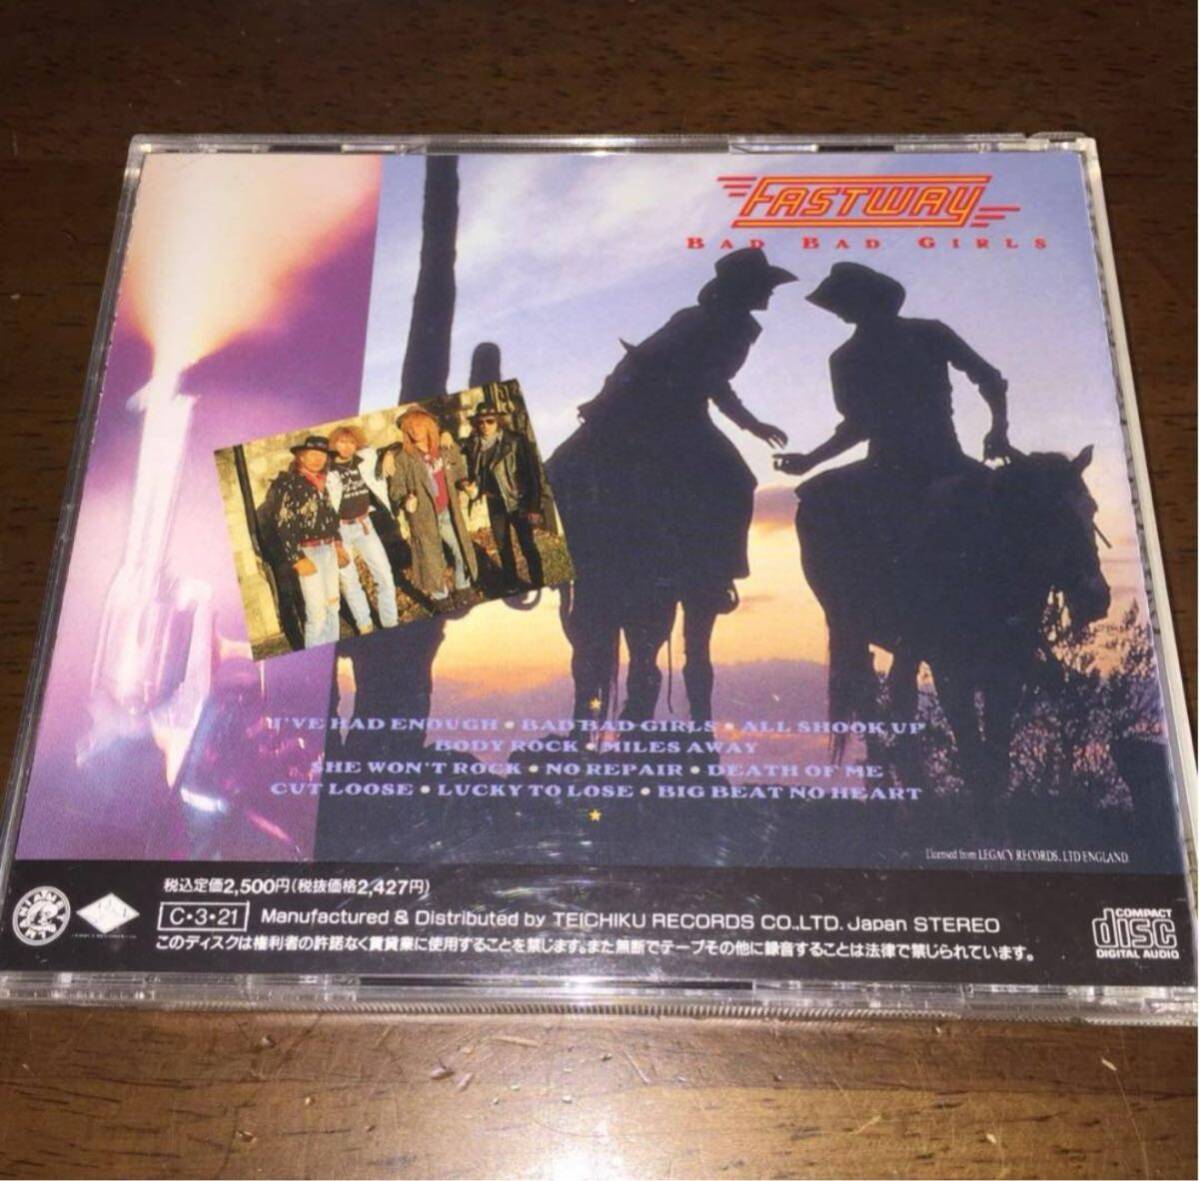 FASTWAY
BAD BAD GIRLS
I'VE HAD ENOUGH • BAD BAD GIRLS • ALL SHOOK UP
BODY ROCK • MILES AWAY
SHE WON'T ROCK • NO REPAIR • DEATH OF ME
CUT LOOSE • LUCKY TO LOSE • BIG BEAT NO HEART
Licensed from LEGACY RECORDS, LTD ENGLAND
税込定価2,500円(税抜価格2,427円)
C・3・21 Manufactured & Distributed by TEICHIKU RECORDS CO.,LTD. Japan STEREO
このディスクは権利者の許諾なく賃貸業に使用することを禁じます。また無断でテープその他に録音することは法律で禁じられています。
COMPACT
disc
DIGITAL AUDIO